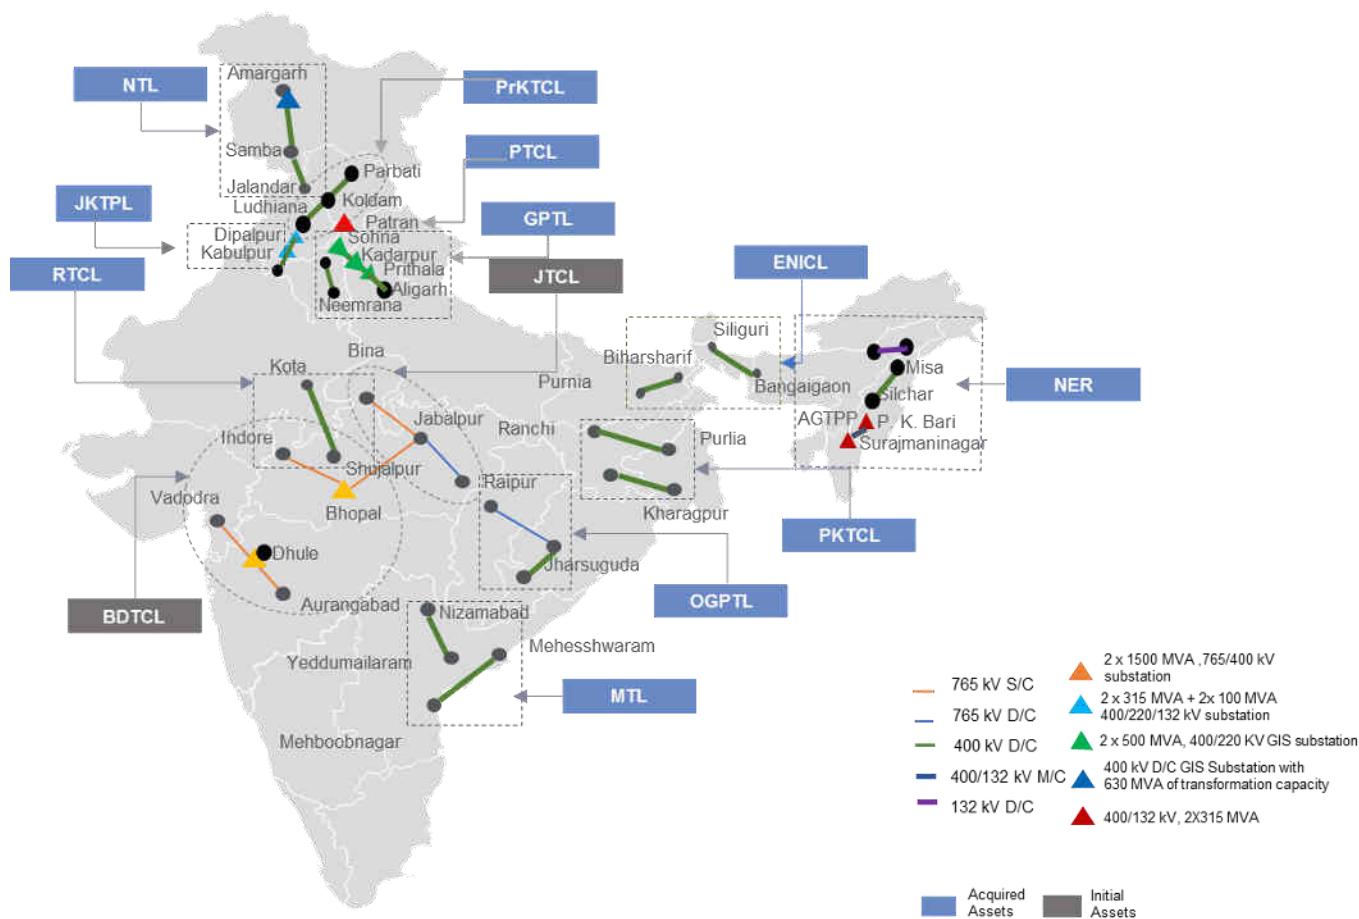 Amargarh
NTL
PrKTCL
Samba
PTCL
Parbati
Jalandar
JKTPL
Koldam
Ludhiana
GPTL
Patran
Dipalpur
Sohna
Kabulpur
Kadarpur
ENICL
RTCL
Prithala
JTCL
Aligarh
Neemrana
Siliguri
Bina
Biharsharif
Kota
Misa
Purnia
Bangaigaon
NER
Silchar
Jabalpur
AGTPP
P. K. Bari
Ranchi
Indore
Purlia
Surajmaninagar
Shujalpur
Raipur
Vadodra
Bhopal
Kharagpur
PKTCL
Dhule
Jharsuguda
Aurangabad
OGPTL
BDTCL
Nizamabad
Mehesshwaram
Yeddumailaram
MTL
Mehboobnagar
765 kV S/C
765 kV D/C
400 kV D/C
400/132 kV M/C
132 kV D/C
2 x 1500 MVA ,765/400 kV
substation
2 x 315 MVA + 2x 100 MVA
400/220/132 kV substation
2 x 500 MVA, 400/220 KV GIS substation
400 kV D/C GIS Substation with
630 MVA of transformation capacity
400/132 kV, 2X315 MVA
Acquired
Assets
Initial
Assets